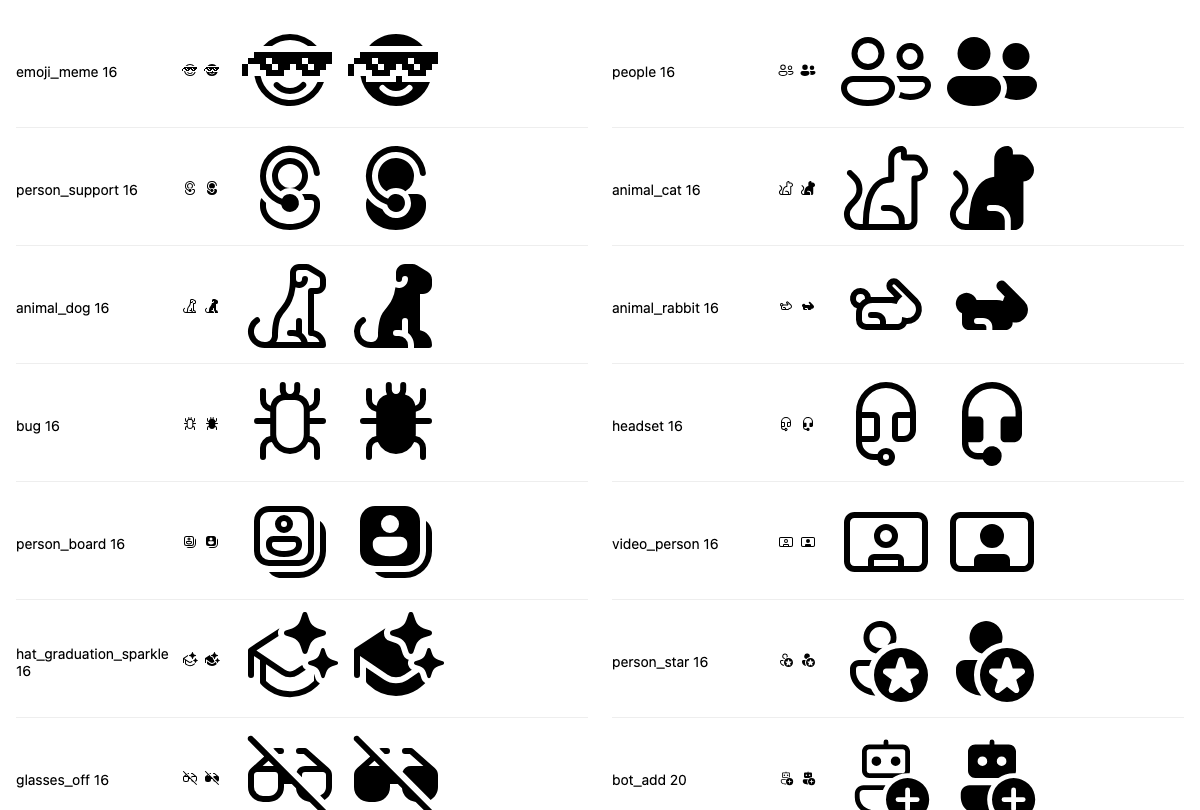 emoji_meme 16
people 16
person_support 16
animal_cat 16
animal_dog 16
animal_rabbit 16
bug 16
headset 16
person_board 16
video_person 16
hat_graduation_sparkle
16
person_star 16
glasses_off 16
bot_add 20